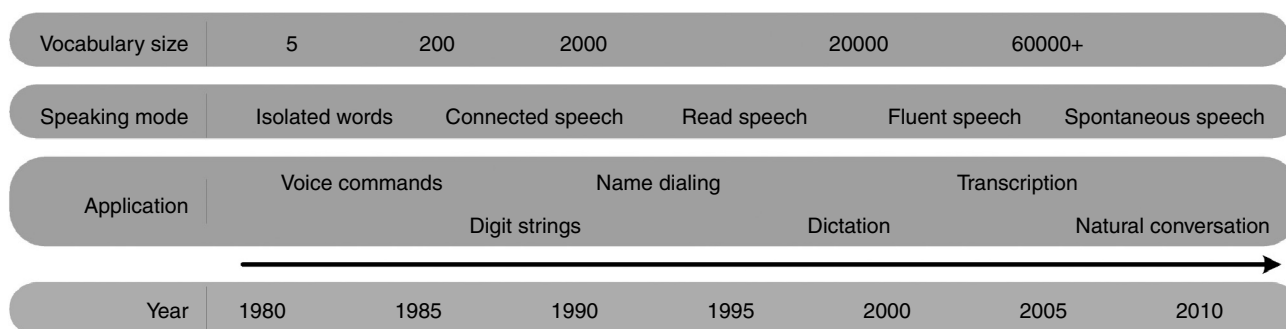 Vocabulary size 5 200 2000 20000 60000+
Speaking mode Isolated words Connected speech Read speech Fluent speech Spontaneous speech
Voice commands Name dialing Transcription
Application
Digit strings Dictation Natural conversation
Year 1980 1985 1990 1995 2000 2005 2010